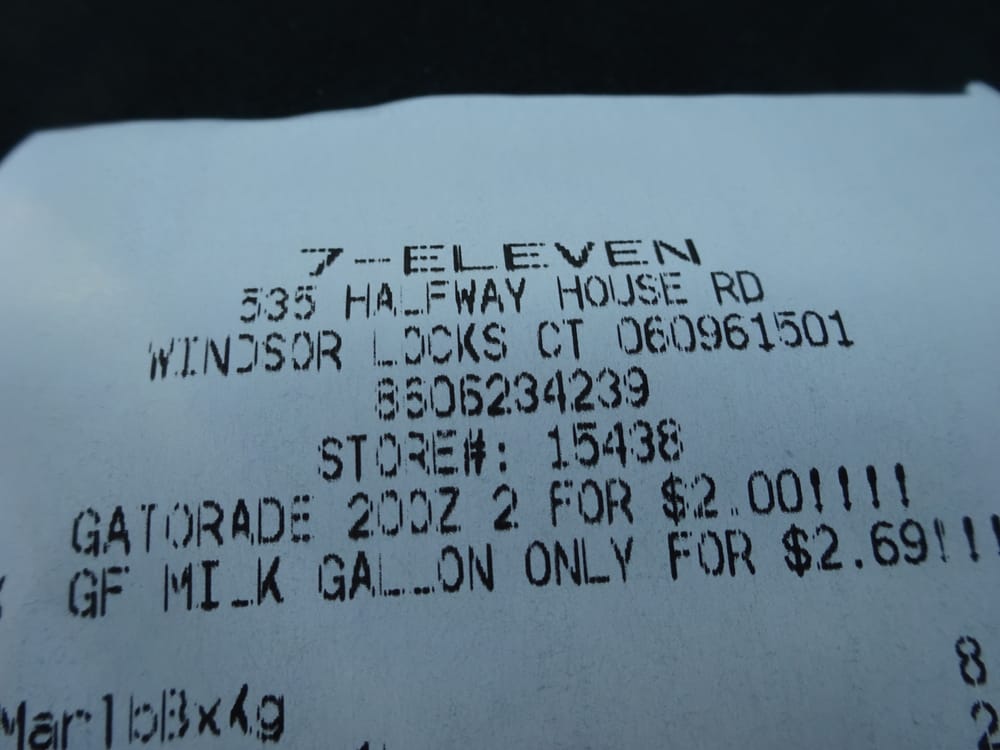 7-ELEVEN
535 HALFWAY HOUSE RD
WINDSOR LOCKS CT 060961501
8606234239
STORE#: 15438
GATORADE 20OZ 2 FOR $2.00!!!!
GF MILK GALLON ONLY FOR $2.69!!!
8
2